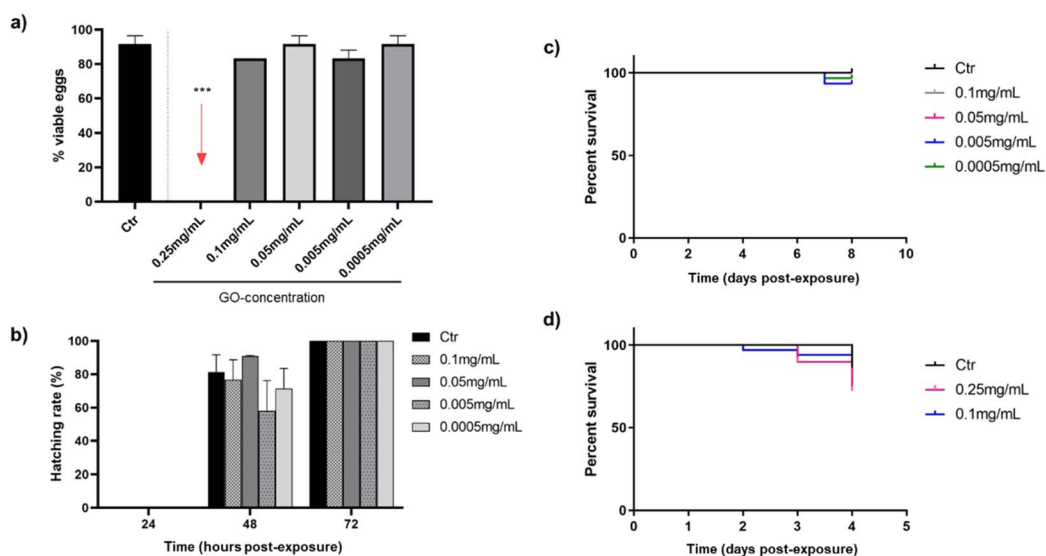 a)
% viable eggs
100
80
60
40
20
0
***
Ctr
0.25mg/mL
0.1mg/mL
0.05mg/mL
0.005mg/mL
0.0005mg/mL
GO-concentration
b)
Hatching rate (%)
100
80
60
40
20
0
24
48
72
Time (hours post-exposure)
Ctr
0.1mg/mL
0.05mg/mL
0.005mg/mL
0.0005mg/mL
c)
Percent survival
100
50
0
0
2
4
6
8
10
Time (days post-exposure)
Ctr
0.1mg/mL
0.05mg/mL
0.005mg/mL
0.0005mg/mL
d)
Percent survival
100
50
0
0
1
2
3
4
5
Time (days post-exposure)
Ctr
0.25mg/mL
0.1mg/mL